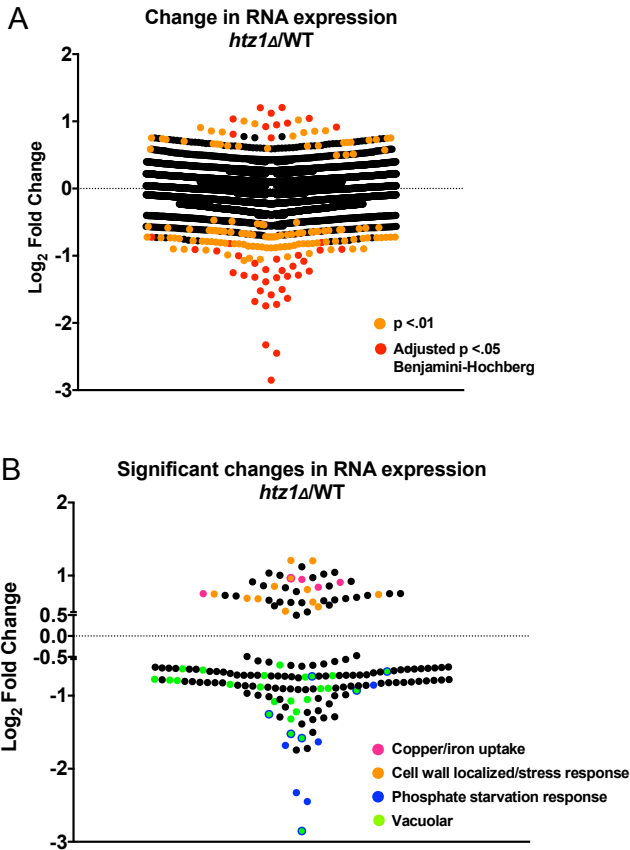 A
Change in RNA expression
htz1Δ/WT
Log2 Fold Change
2
1
0
-1
-2
-3
p <.01
Adjusted p <.05
Benjamini-Hochberg
B
Significant changes in RNA expression
htz1Δ/WT
Log2 Fold Change
2
1
0.5
0.0
-0.5
-1
-2
-3
Copper/iron uptake
Cell wall localized/stress response
Phosphate starvation response
Vacuolar